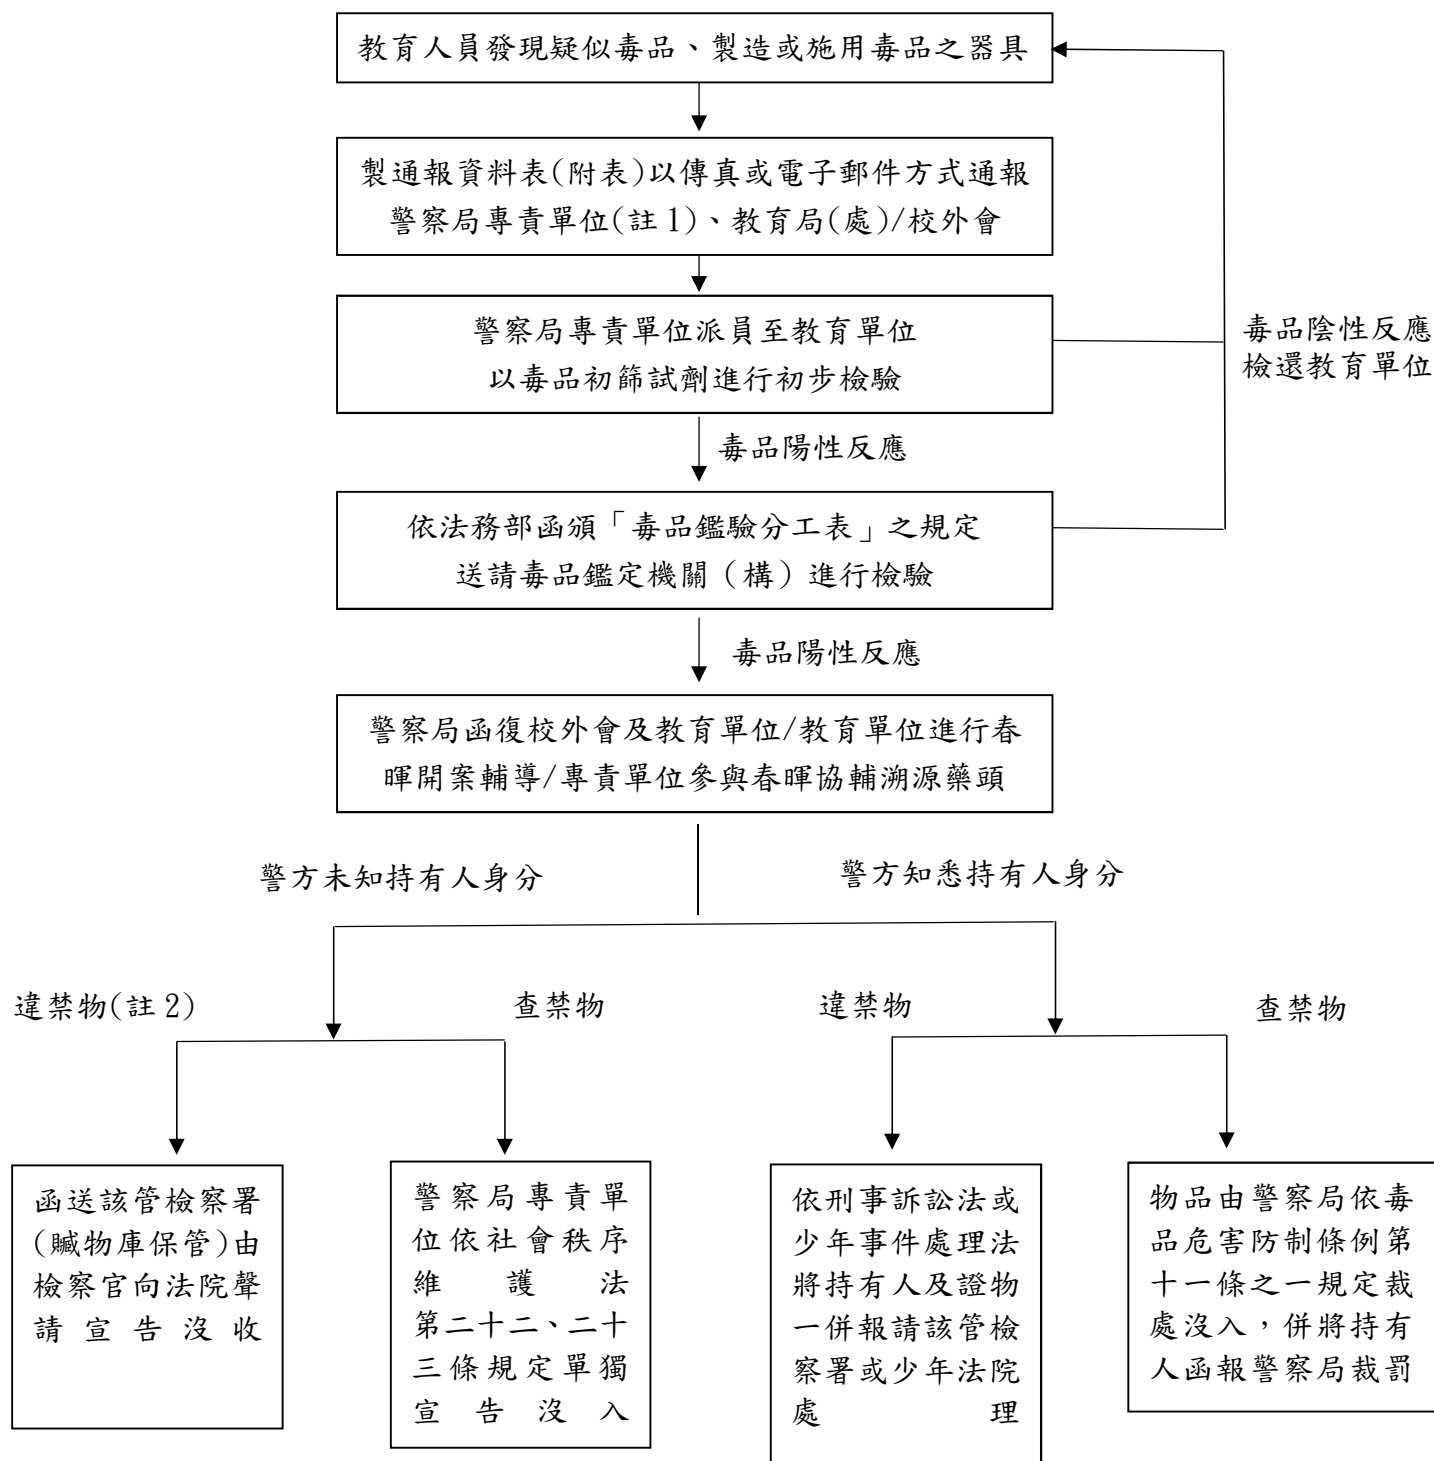 教育人員發現疑似毒品、製造或施用毒品之器具
製通報資料表(附表)以傳真或電子郵件方式通報
警察局專責單位(註1)、教育局(處)/校外會
警察局專責單位派員至教育單位
以毒品初篩試劑進行初步檢驗
毒品陰性反應
檢還教育單位
毒品陽性反應
依法務部函頒「毒品鑑驗分工表」之規定
送請毒品鑑定機關（構）進行檢驗
毒品陽性反應
警察局函復校外會及教育單位/教育單位進行春
暉開案輔導/專責單位參與春暉協輔溯源藥頭
警方未知持有人身分
警方知悉持有人身分
違禁物(註2)
查禁物
違禁物
查禁物
函送該管檢察署
(贓物庫保管)由
檢察官向法院聲
請宣告沒收
警察局專責單
位依社會秩序
維護法
第二十二、二十
三條規定單獨
宣告沒入
依刑事訴訟法或
少年事件處理法
將持有人及證物
一併報請該管檢
察署或少年法院
處理
物品由警察局依毒
品危害防制條例第
十一條之一規定裁
處沒入，併將持有
人函報警察局裁罰